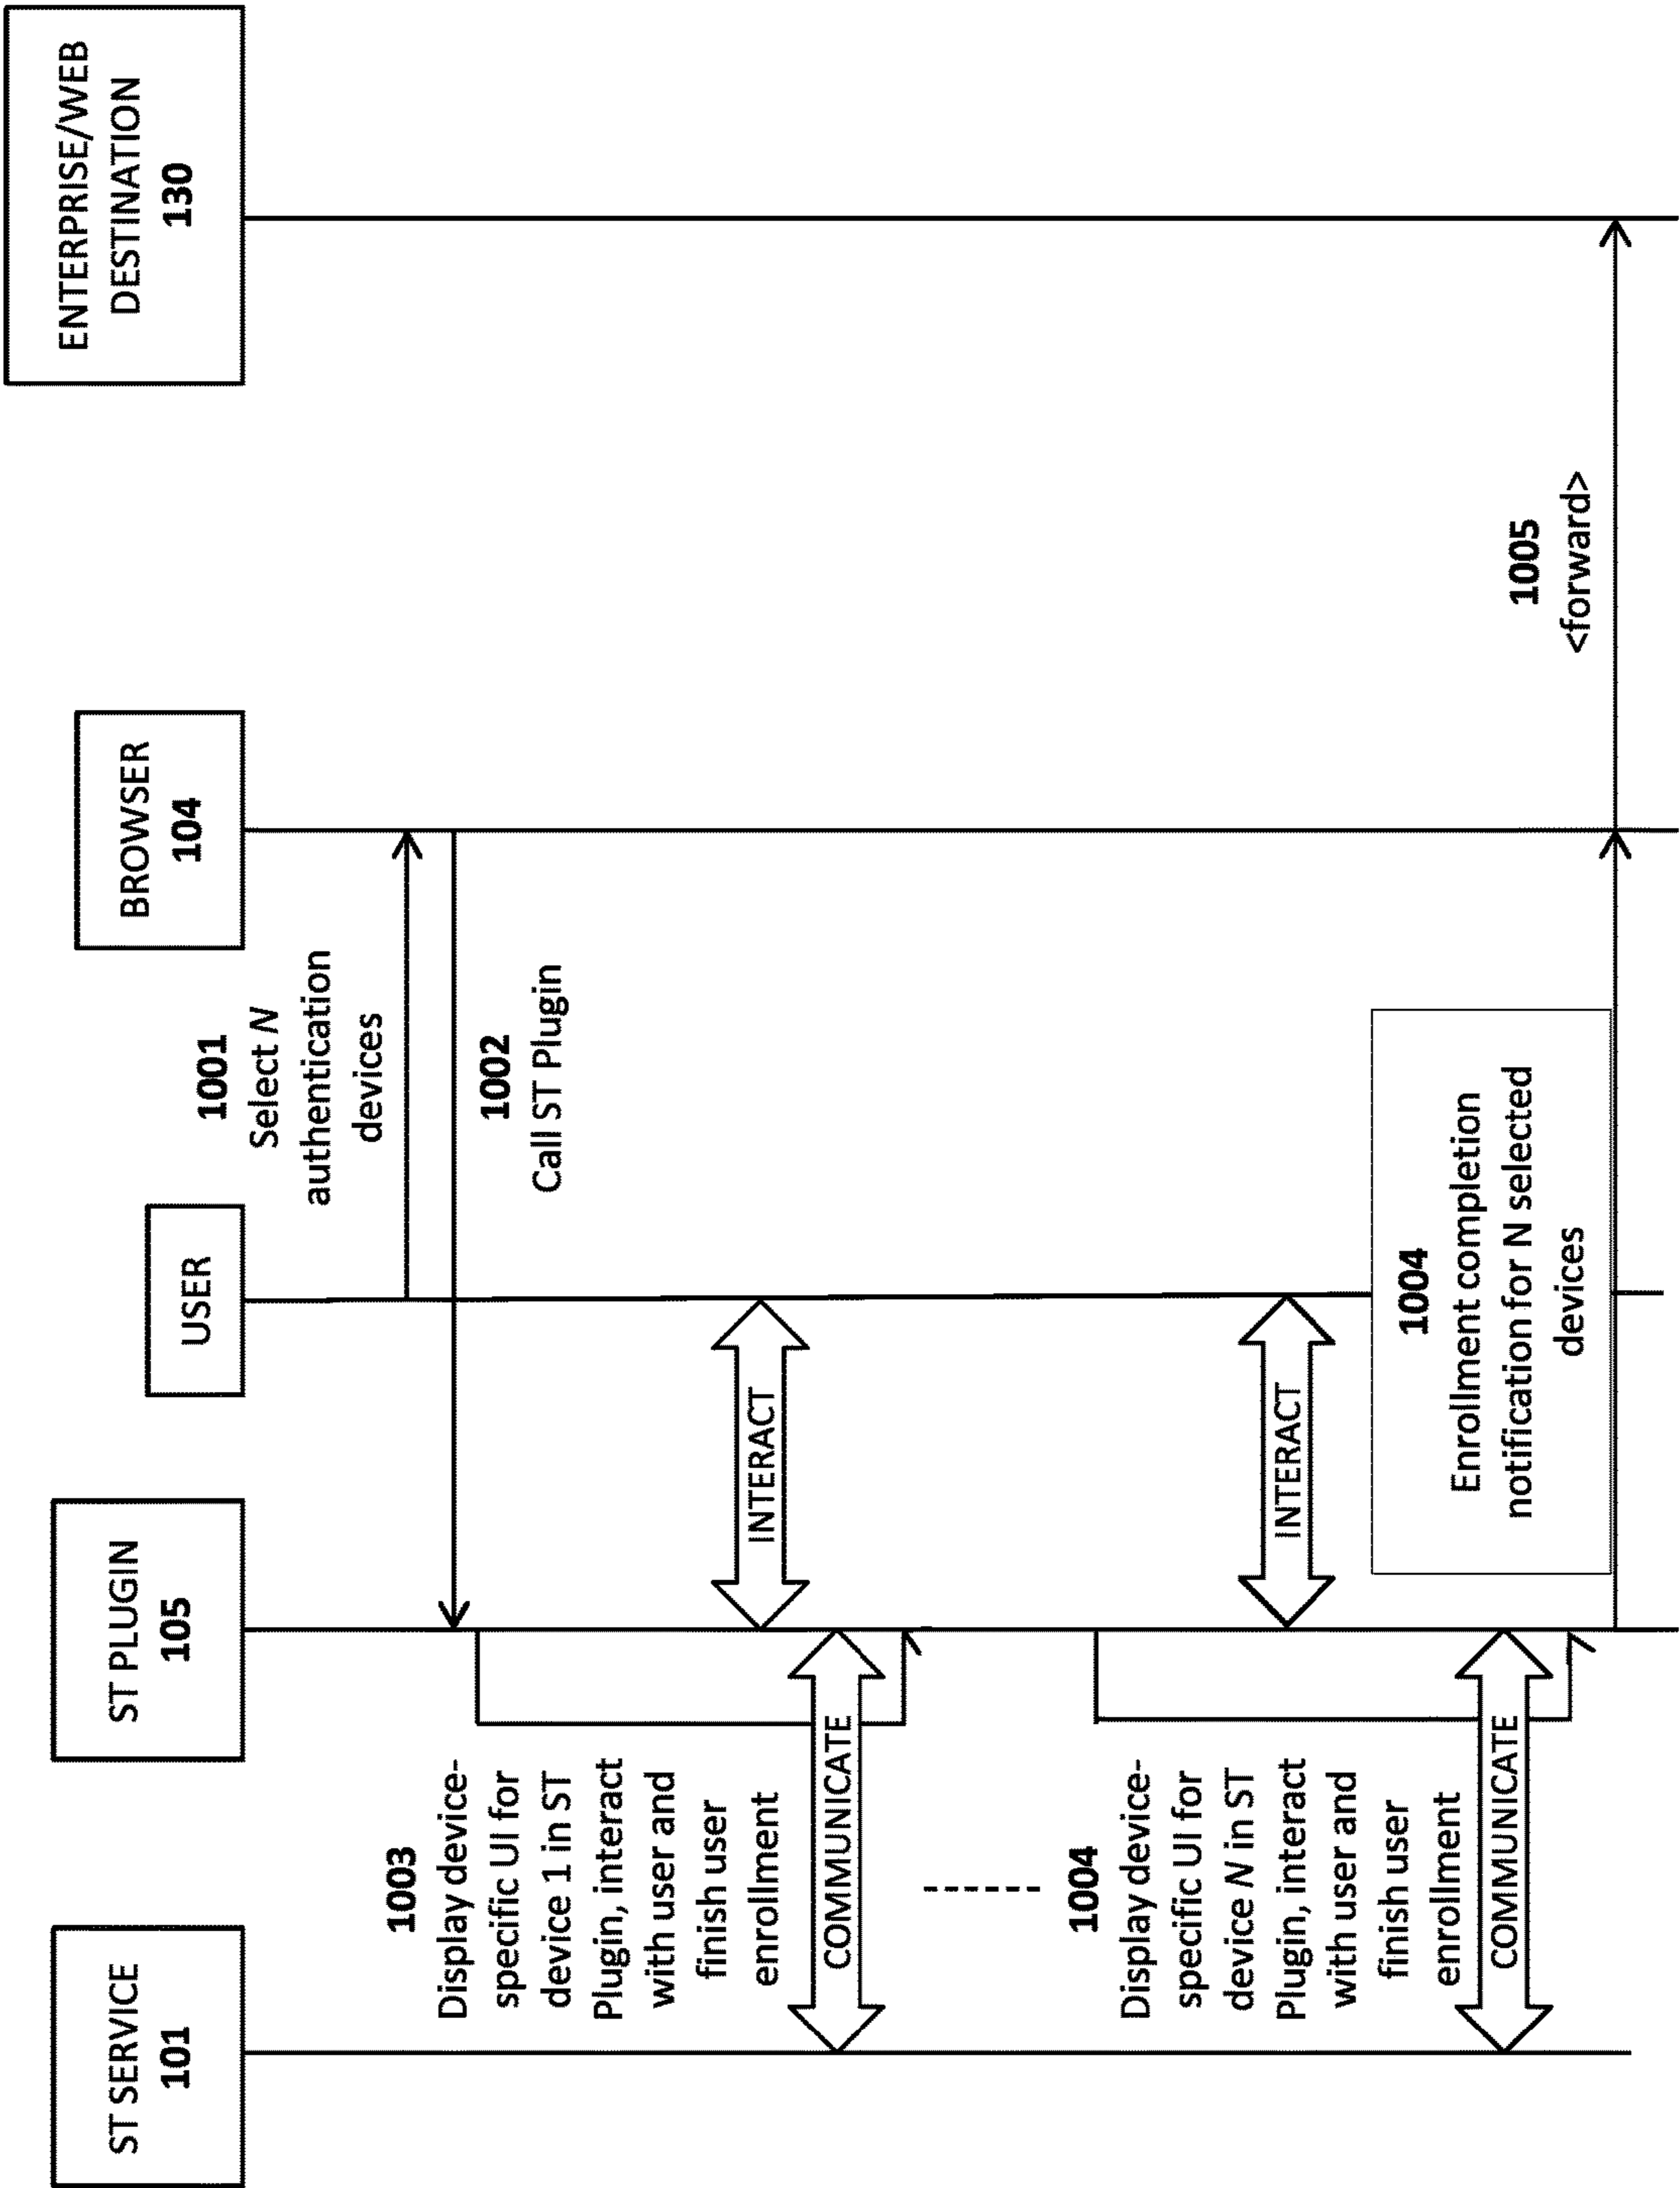 ST SERVICE
101
ST PLUGIN
105
USER
BROWSER
104
ENTERPRISE/WEB
DESTINATION
130
1001
Select N
authentication
devices
1002
Call ST Plugin
1003
Display device-
specific UI for
device 1 in ST
Plugin, interact
with user and
finish user
enrollment
INTERACT
COMMUNICATE
1004
Display device-
specific UI for
device N in ST
Plugin, interact
with user and
finish user
enrollment
INTERACT
COMMUNICATE
1004
Enrollment completion
notification for N selected
devices
1005
<forward>